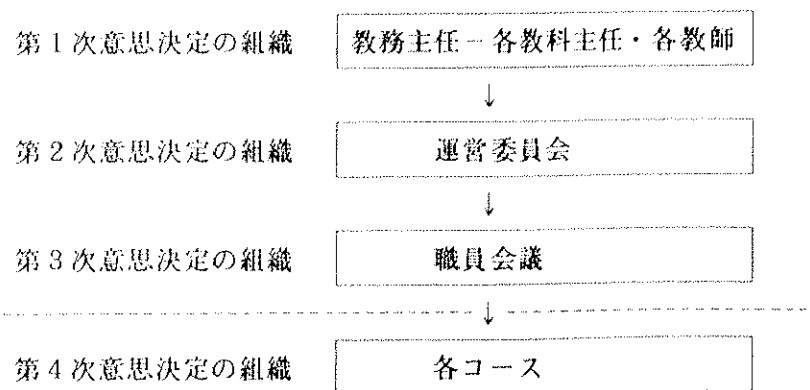 第1次意思決定の組織 教務主任－各教科主任・各教師
↓
第2次意思決定の組織 運営委員会
↓
第3次意思決定の組織 職員会議
↓
第4次意思決定の組織 各コース